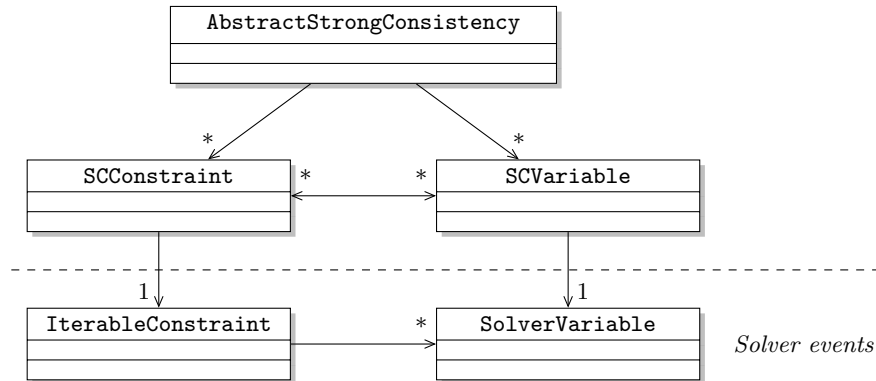 AbstractStrongConsistency
* *
SCConstraint * * SCVariable
1 1
IterableConstraint * SolverVariable
Solver events